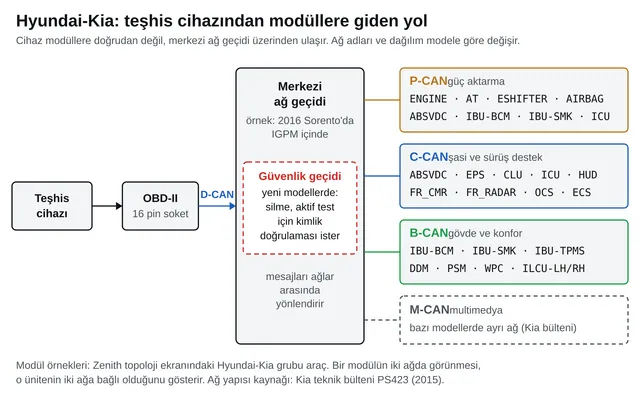 Hyundai-Kia: teşhis cihazından modüllere giden yol
Cihaz modüllere doğrudan değil, merkezi ağ geçidi üzerinden ulaşır. Ağ adları ve dağılım modele göre değişir.
Teşhis
cihazı
OBD-II
16 pin soket
D-CAN
Merkezi
ağ geçidi
örnek: 2016 Sorento'da
IGPM içinde
Güvenlik geçidi
yeni modellerde:
silme, aktif test
için kimlik
doğrulaması ister
mesajları ağlar
arasında
yönlendirir
P-CAN güç aktarma
ENGINE · AT · ESHIFTER · AIRBAG
ABSVDC · IBU-BCM · IBU-SMK · ICU
C-CAN şasi ve sürüş destek
ABSVDC · EPS · CLU · ICU · HUD
FR_CMR · FR_RADAR · OCS · ECS
B-CAN gövde ve konfor
IBU-BCM · IBU-SMK · IBU-TPMS
DDM · PSM · WPC · ILCU-LH/RH
M-CAN multimedya
bazı modellerde ayrı ağ (Kia bülteni)
Modül örnekleri: Zenith topoloji ekranındaki Hyundai-Kia grubu araç. Bir modülün iki ağda görünmesi,
o ünitenin iki ağa bağlı olduğunu gösterir. Ağ yapısı kaynağı: Kia teknik bülteni PS423 (2015).